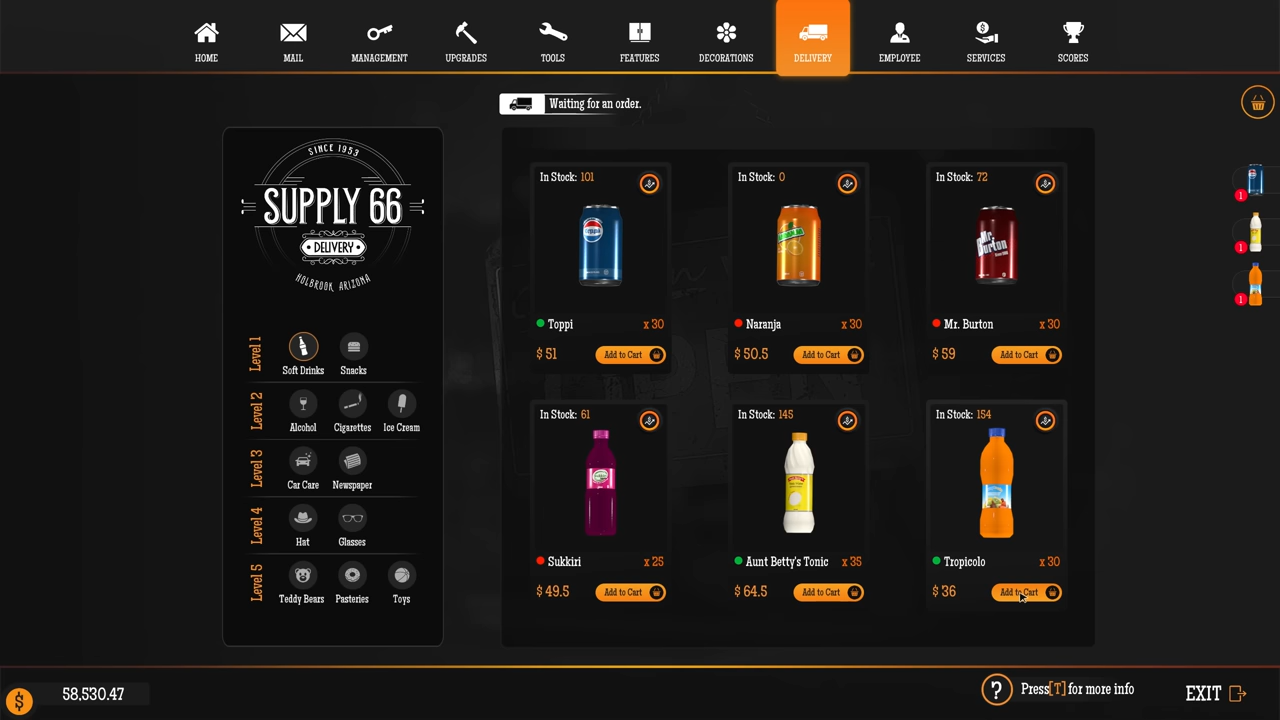 HOME
MAIL
MANAGEMENT
UPGRADES
TOOLS
FEATURES
DECORATIONS
DELIVERY
EMPLOYEE
SERVICES
SCORES
Waiting for an order.
SINCE 1953
SUPPLY 66
DELIVERY
HOLBROOK ARIZONA
Level 1
Soft Drinks
Snacks
Level 2
Alcohol
Cigarettes
Ice Cream
Level 3
Car Care
Newspaper
Level 4
Hat
Glasses
Level 5
Teddy Bears
Pasteries
Toys
In Stock: 101
Toppi
x 30
$ 51
Add to Cart
In Stock: 0
Naranja
x 30
$ 50.5
Add to Cart
In Stock: 72
Mr. Burton
Mr. Burton
x 30
$ 59
Add to Cart
In Stock: 61
Sukkiri
x 25
$ 49.5
Add to Cart
In Stock: 145
Aunt Betty's Tonic
x 35
$ 64.5
Add to Cart
In Stock: 154
Tropicolo
x 30
$ 36
Add to Cart
1
1
1
$ 58,530.47
? Press[T] for more info
EXIT